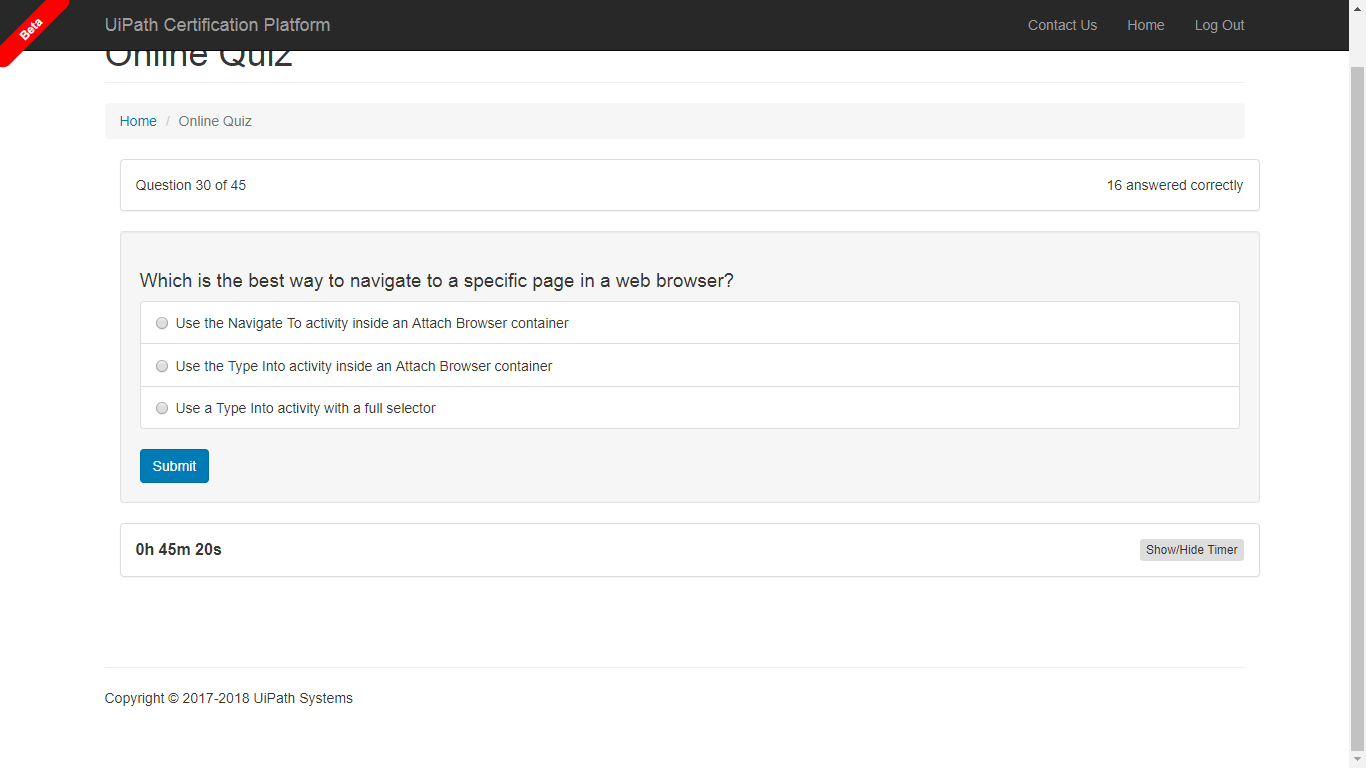 Beta
UiPath Certification Platform
Contact Us
Home
Log Out
Online Quiz
Home / Online Quiz
Question 30 of 45
16 answered correctly
Which is the best way to navigate to a specific page in a web browser?
Use the Navigate To activity inside an Attach Browser container
Use the Type Into activity inside an Attach Browser container
Use a Type Into activity with a full selector
Submit
0h 45m 20s
Show/Hide Timer
Copyright © 2017-2018 UiPath Systems